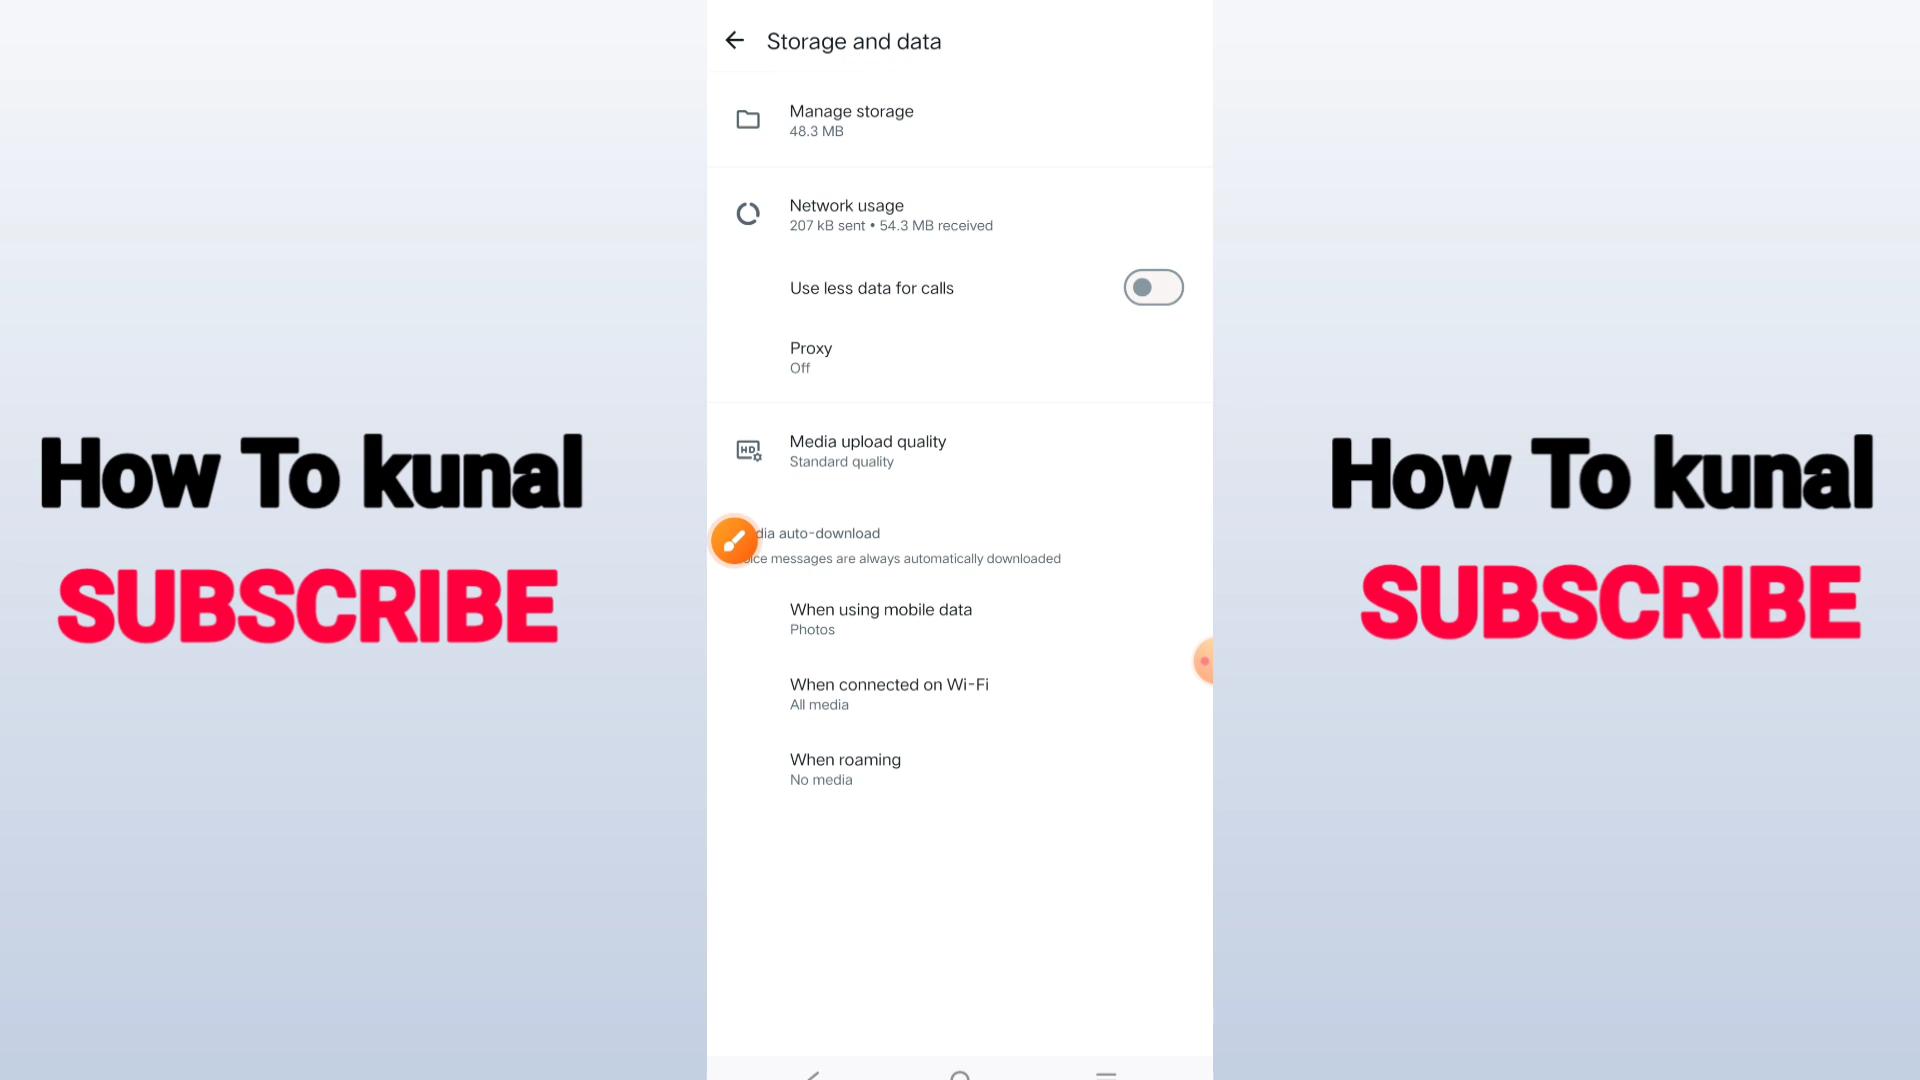 How To kunal
SUBSCRIBE
Storage and data
Manage storage
48.3 MB
Network usage
207 kB sent • 54.3 MB received
Use less data for calls
Proxy
Off
HD
Media upload quality
Standard quality
dia auto-download
ice messages are always automatically downloaded
When using mobile data
Photos
When connected on Wi-Fi
All media
When roaming
No media
How To kunal
SUBSCRIBE